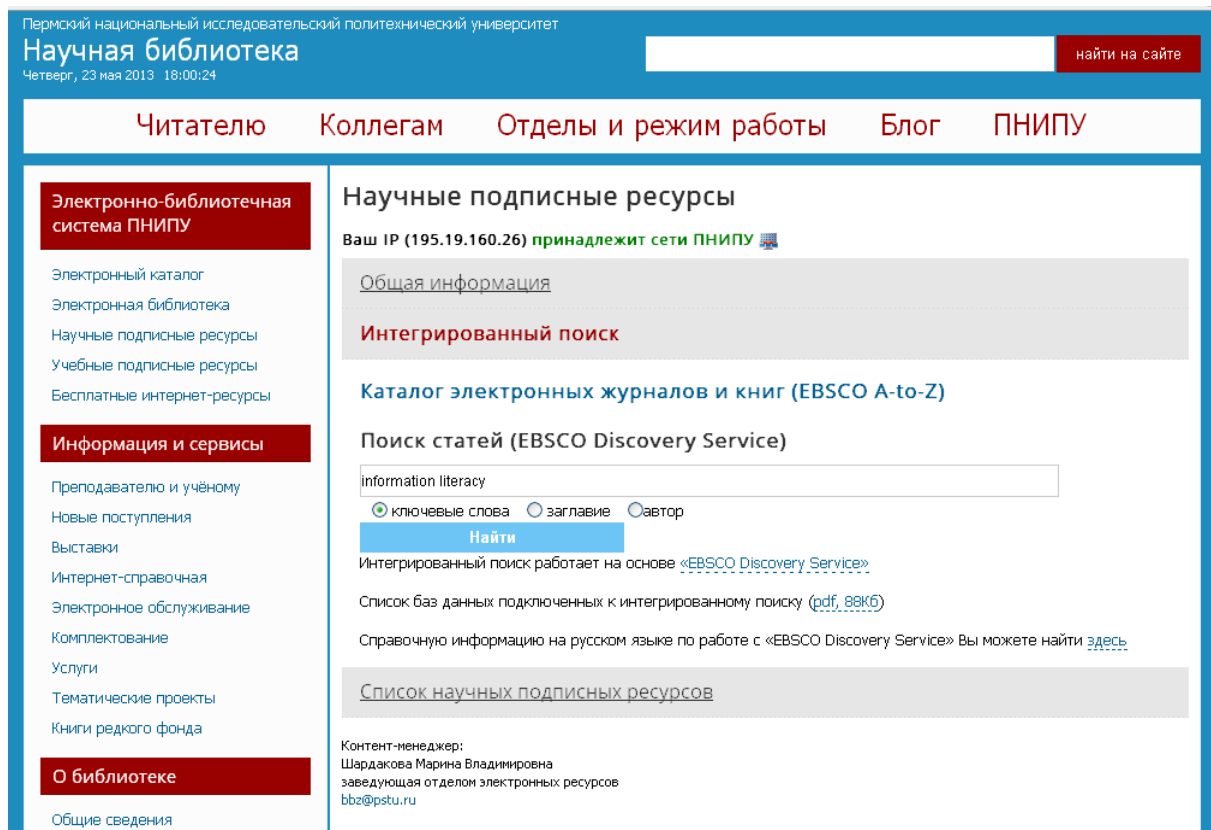 Пермский национальный исследовательский политехнический университет
Научная библиотека
Четверг, 23 мая 2013 18:00:24
найти на сайте
Читателю Коллегам Отделы и режим работы Блог ПНИПУ
Электронно-библиотечная
система ПНИПУ
Электронный каталог
Электронная библиотека
Научные подписные ресурсы
Учебные подписные ресурсы
Бесплатные интернет-ресурсы
Информация и сервисы
Преподавателю и учёному
Новые поступления
Выставки
Интернет-справочная
Электронное обслуживание
Комплектование
Услуги
Тематические проекты
Книги редкого фонда
О библиотеке
Общие сведения
Научные подписные ресурсы
Ваш IP (195.19.160.26) принадлежит сети ПНИПУ
Общая информация
Интегрированный поиск
Каталог электронных журналов и книг (EBSCO A-to-Z)
Поиск статей (EBSCO Discovery Service)
information literacy
ключевые слова заглавие автор
Найти
Интегрированный поиск работает на основе «EBSCO Discovery Service»
Список баз данных подключенных к интегрированному поиску (pdf, 88Кб)
Справочную информацию на русском языке по работе с «EBSCO Discovery Service» Вы можете найти здесь
Список научных подписных ресурсов
Контент-менеджер:
Шардакова Марина Владимировна
заведующая отделом электронных ресурсов
bbz@pstu.ru